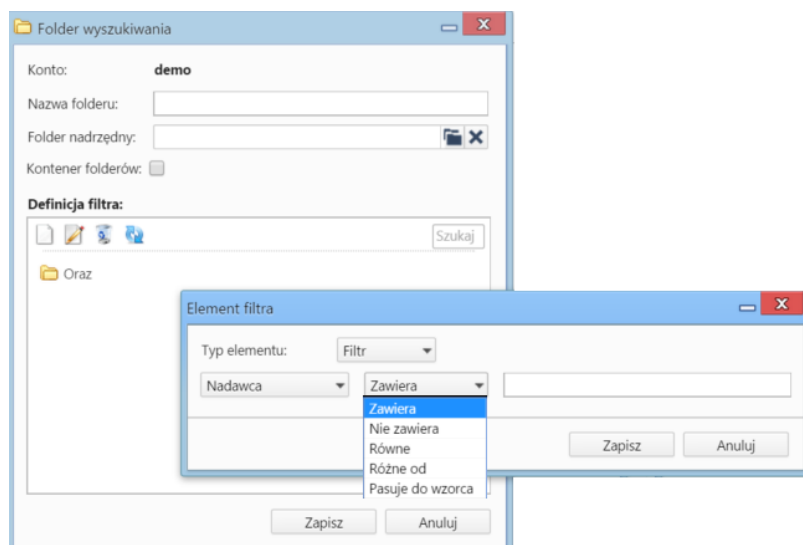 Folder wyszukiwania
Konto: demo
Nazwa folderu:
Folder nadrzędny:
Kontener folderów:
Definicja filtra:
Szukaj
Oraz
Element filtra
Typ elementu: Filtr
Nadawca Zawiera
Zawiera
Nie zawiera
Równe
Różne od
Pasuje do wzorca
Zapisz Anuluj
Zapisz Anuluj